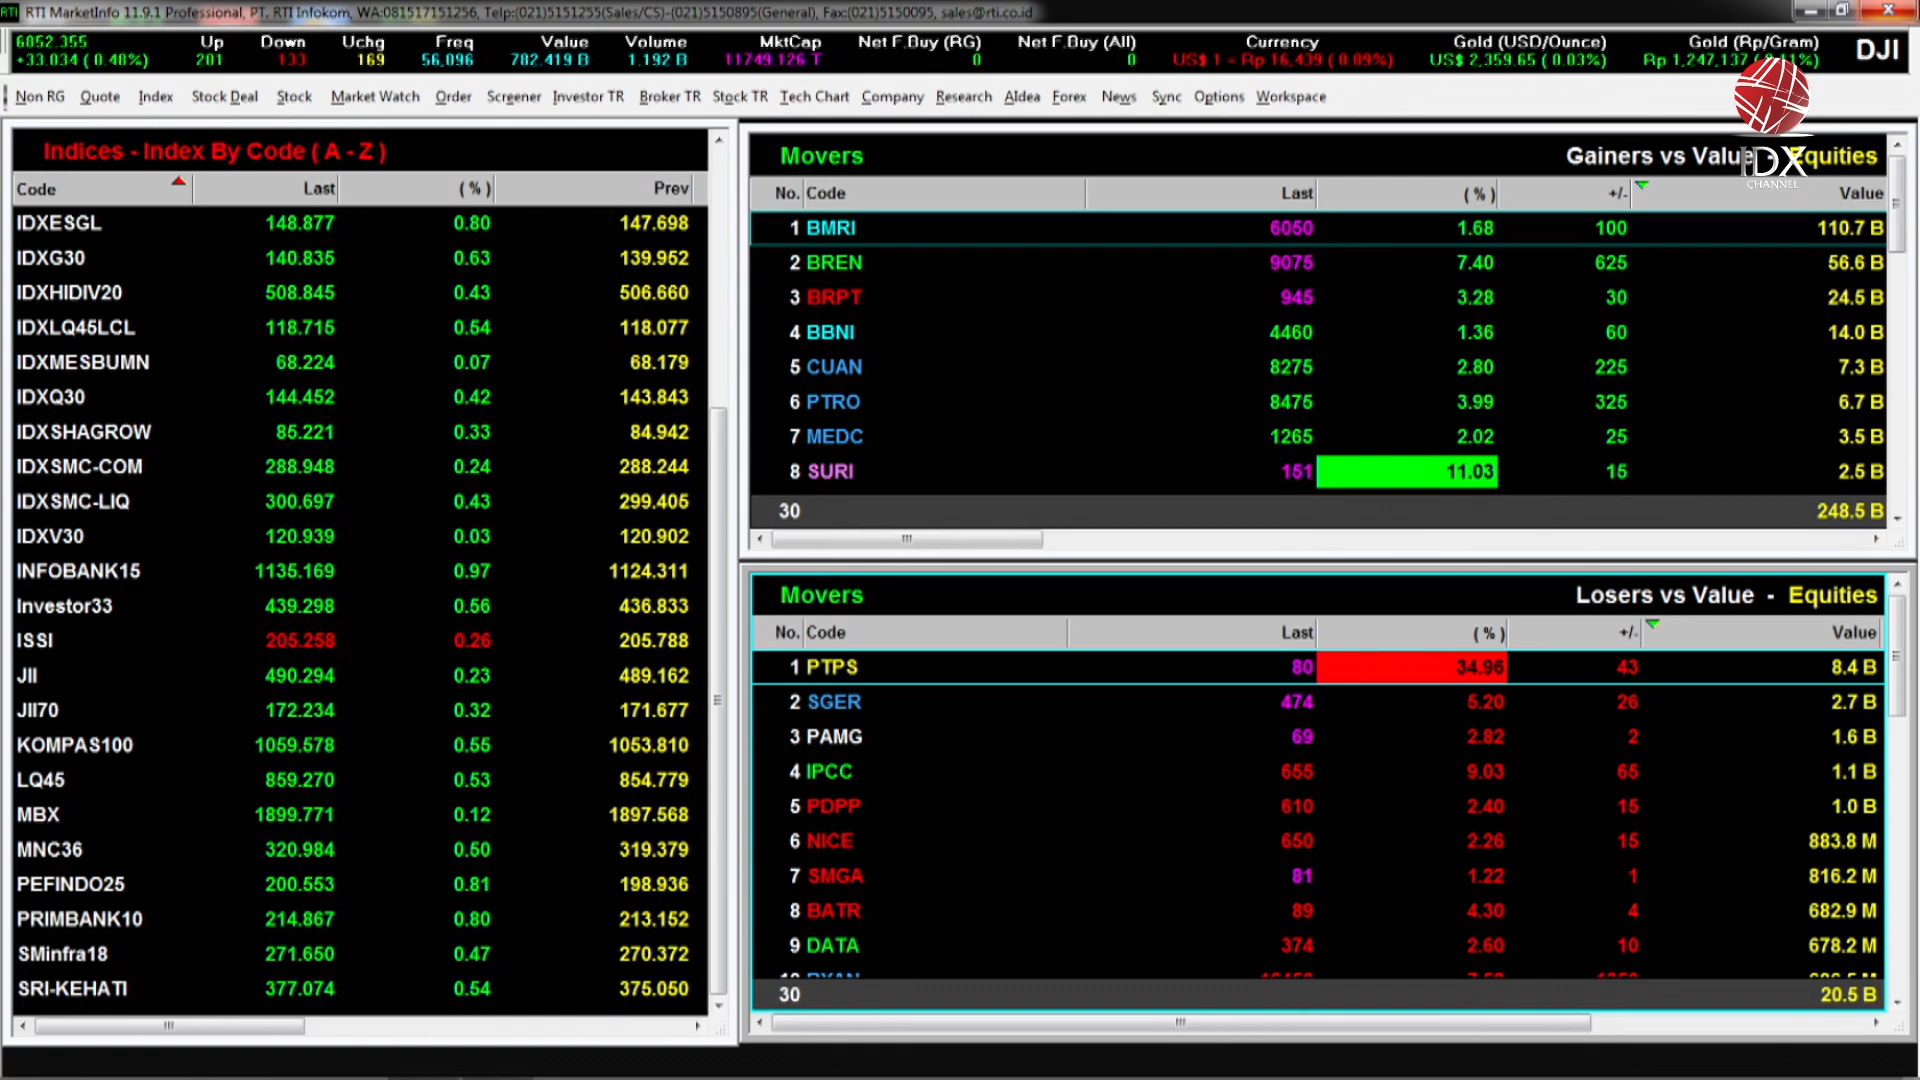 RTI RTI MarketInfo 11.9.1 Professional, PT. RTI Infokom, WA:081517151256, Telp:(021)5151255(Sales/CS)-(021)5150895(General), Fax:(021)5150095, sales@rti.co.id
6052.355 Up Down Uchg Freq Value Volume MktCap Net F.Buy (RG) Net F.Buy (All) Currency Gold (USD/Ounce) Gold (Rp/Gram) DJI
+33.034 ( 0.48%) 201 133 169 56,096 782.419 B 1.192 B 11749.126 T 0 0 US$ 1 = Rp 16,439 ( 0.09%) US$ 2,359.65 ( 0.03%) Rp 1,247,137
Non RG Quote Index Stock Deal Stock Market Watch Order Screener Investor TR Broker TR Stock TR Tech Chart Company Research AIdea Forex News Sync Options Workspace
IDX
CHANNEL
Indices - Index By Code ( A - Z )
Code Last ( % ) Prev
IDXESGL 148.877 0.80 147.698
IDXG30 140.835 0.63 139.952
IDXHIDIV20 508.845 0.43 506.660
IDXLQ45LCL 118.715 0.54 118.077
IDXMESBUMN 68.224 0.07 68.179
IDXQ30 144.452 0.42 143.843
IDXSHAGROW 85.221 0.33 84.942
IDXSMC-COM 288.948 0.24 288.244
IDXSMC-LIQ 300.697 0.43 299.405
IDXV30 120.939 0.03 120.902
INFOBANK15 1135.169 0.97 1124.311
Investor33 439.298 0.56 436.833
ISSI 205.258 0.26 205.788
JII 490.294 0.23 489.162
JII70 172.234 0.32 171.677
KOMPAS100 1059.578 0.55 1053.810
LQ45 859.270 0.53 854.779
MBX 1899.771 0.12 1897.568
MNC36 320.984 0.50 319.379
PEFINDO25 200.553 0.81 198.936
PRIMBANK10 214.867 0.80 213.152
SMinfra18 271.650 0.47 270.372
SRI-KEHATI 377.074 0.54 375.050
Movers Gainers vs Value - Equities
No. Code Last ( % ) +/- Value
1 BMRI 6050 1.68 100 110.7 B
2 BREN 9075 7.40 625 56.6 B
3 BRPT 945 3.28 30 24.5 B
4 BBNI 4460 1.36 60 14.0 B
5 CUAN 8275 2.80 225 7.3 B
6 PTRO 8475 3.99 325 6.7 B
7 MEDC 1265 2.02 25 3.5 B
8 SURI 151 11.03 15 2.5 B
30 248.5 B
Movers Losers vs Value - Equities
No. Code Last ( % ) +/- Value
1 PTPS 80 34.96 43 8.4 B
2 SGER 474 5.20 26 2.7 B
3 PAMG 69 2.82 2 1.6 B
4 IPCC 655 9.03 65 1.1 B
5 PDPP 610 2.40 15 1.0 B
6 NICE 650 2.26 15 883.8 M
7 SMGA 81 1.22 1 816.2 M
8 BATR 89 4.30 4 682.9 M
9 DATA 374 2.60 10 678.2 M
30 20.5 B